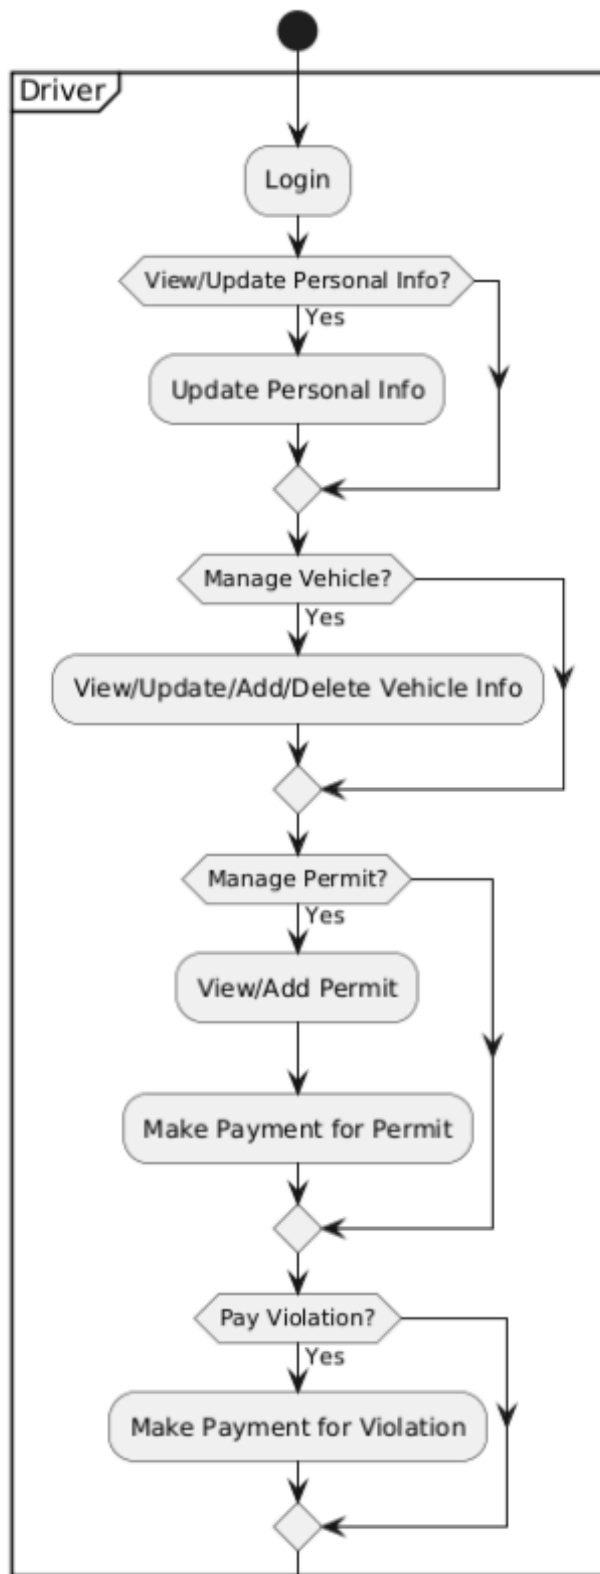 Driver
Login
View/Update Personal Info?
Yes
Update Personal Info
Manage Vehicle?
Yes
View/Update/Add/Delete Vehicle Info
Manage Permit?
Yes
View/Add Permit
Make Payment for Permit
Pay Violation?
Yes
Make Payment for Violation